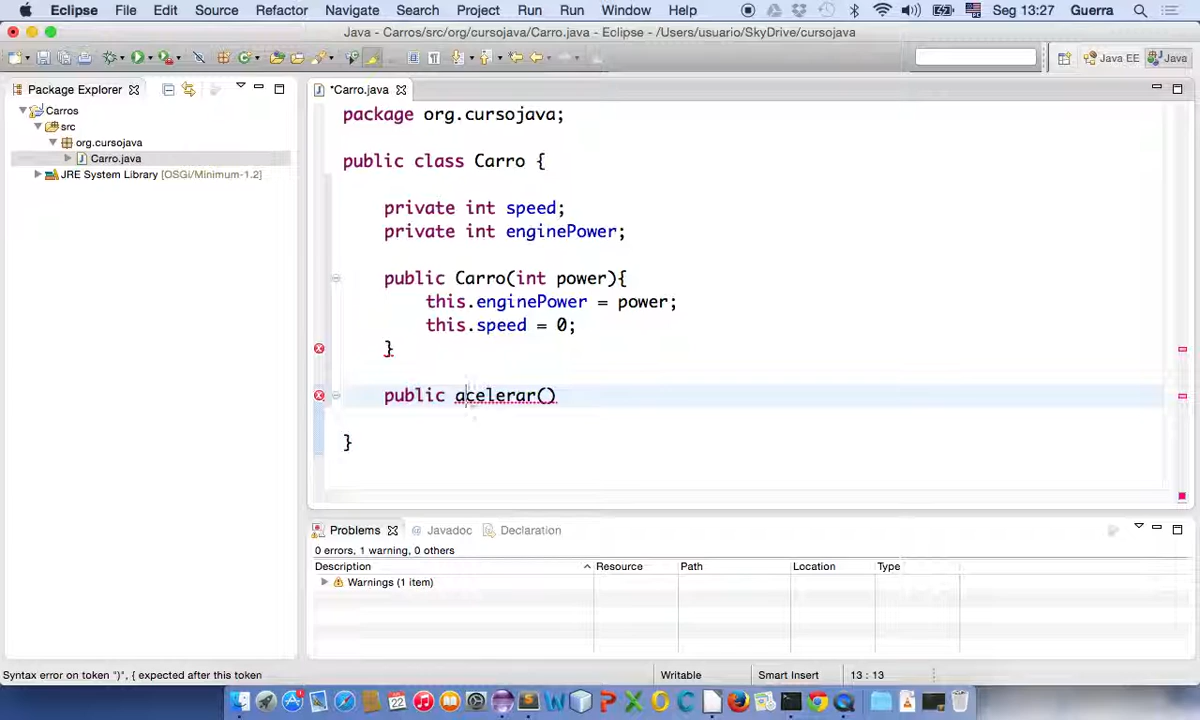 Eclipse File Edit Source Refactor Navigate Search Project Run Run Window Help Seg 13:27 Guerra
Java - Carros/src/org/cursojava/Carro.java - Eclipse - /Users/usuario/SkyDrive/cursojava
Java EE Java
Package Explorer
Carros
src
org.cursojava
Carro.java
JRE System Library [OSGi/Minimum-1.2]
*Carro.java
package org.cursojava;
public class Carro {
private int speed;
private int enginePower;
public Carro(int power){
this.enginePower = power;
this.speed = 0;
}
public acelerar()
}
Problems Javadoc Declaration
0 errors, 1 warning, 0 others
Description Resource Path Location Type
Warnings (1 item)
Syntax error on token ")", { expected after this token Writable Smart Insert 13 : 13